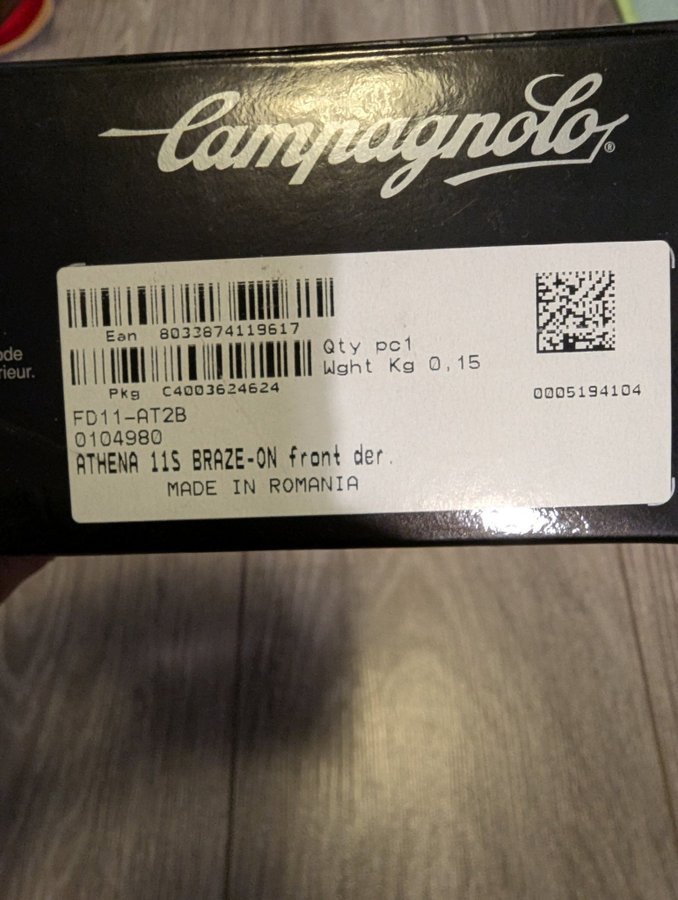 Campagnolo®
Ean 8033874119617
Qty pc1
Wght Kg 0,15
Pkg C4003624624
0005194104
FD11-AT2B
0104980
ATHENA 11S BRAZE-ON front der.
MADE IN ROMANIA